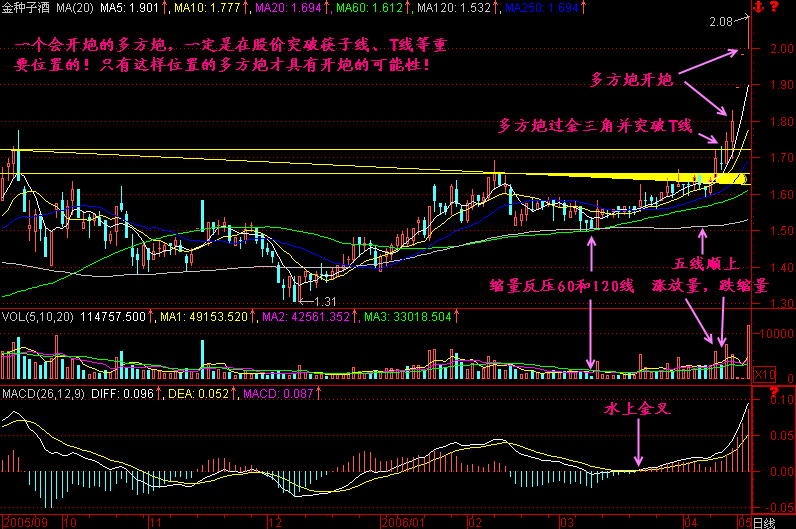 金种子酒 MA(20) MA5: 1.901↑, MA10: 1.777↑, MA20: 1.694↑, MA60: 1.612↑, MA120: 1.532↑, MA250: 1.694↑
2.08
一个会开炮的多方炮，一定是在股价突破筷子线、T线等重
要位置的！只有这样位置的多方炮才具有开炮的可能性！
2.00
多方炮开炮
1.90
1.80
多方炮过金三角并突破T线
1.70
1.60
1.50
五线顺上
1.40
缩量反压60和120线
涨放量，跌缩量
1.31
1.30
VOL(5,10,20) 114757.500↑, MA1: 49153.520↑, MA2: 42561.352↑, MA3: 33018.504↑
10000
X10
0
MACD(26,12,9) DIFF: 0.096↑, DEA: 0.052↑, MACD: 0.087↑
?
0.10
水上金叉
0.05
0.00
-0.05
2005/09 10 11 12 2006/01 02 03 04 05 日线